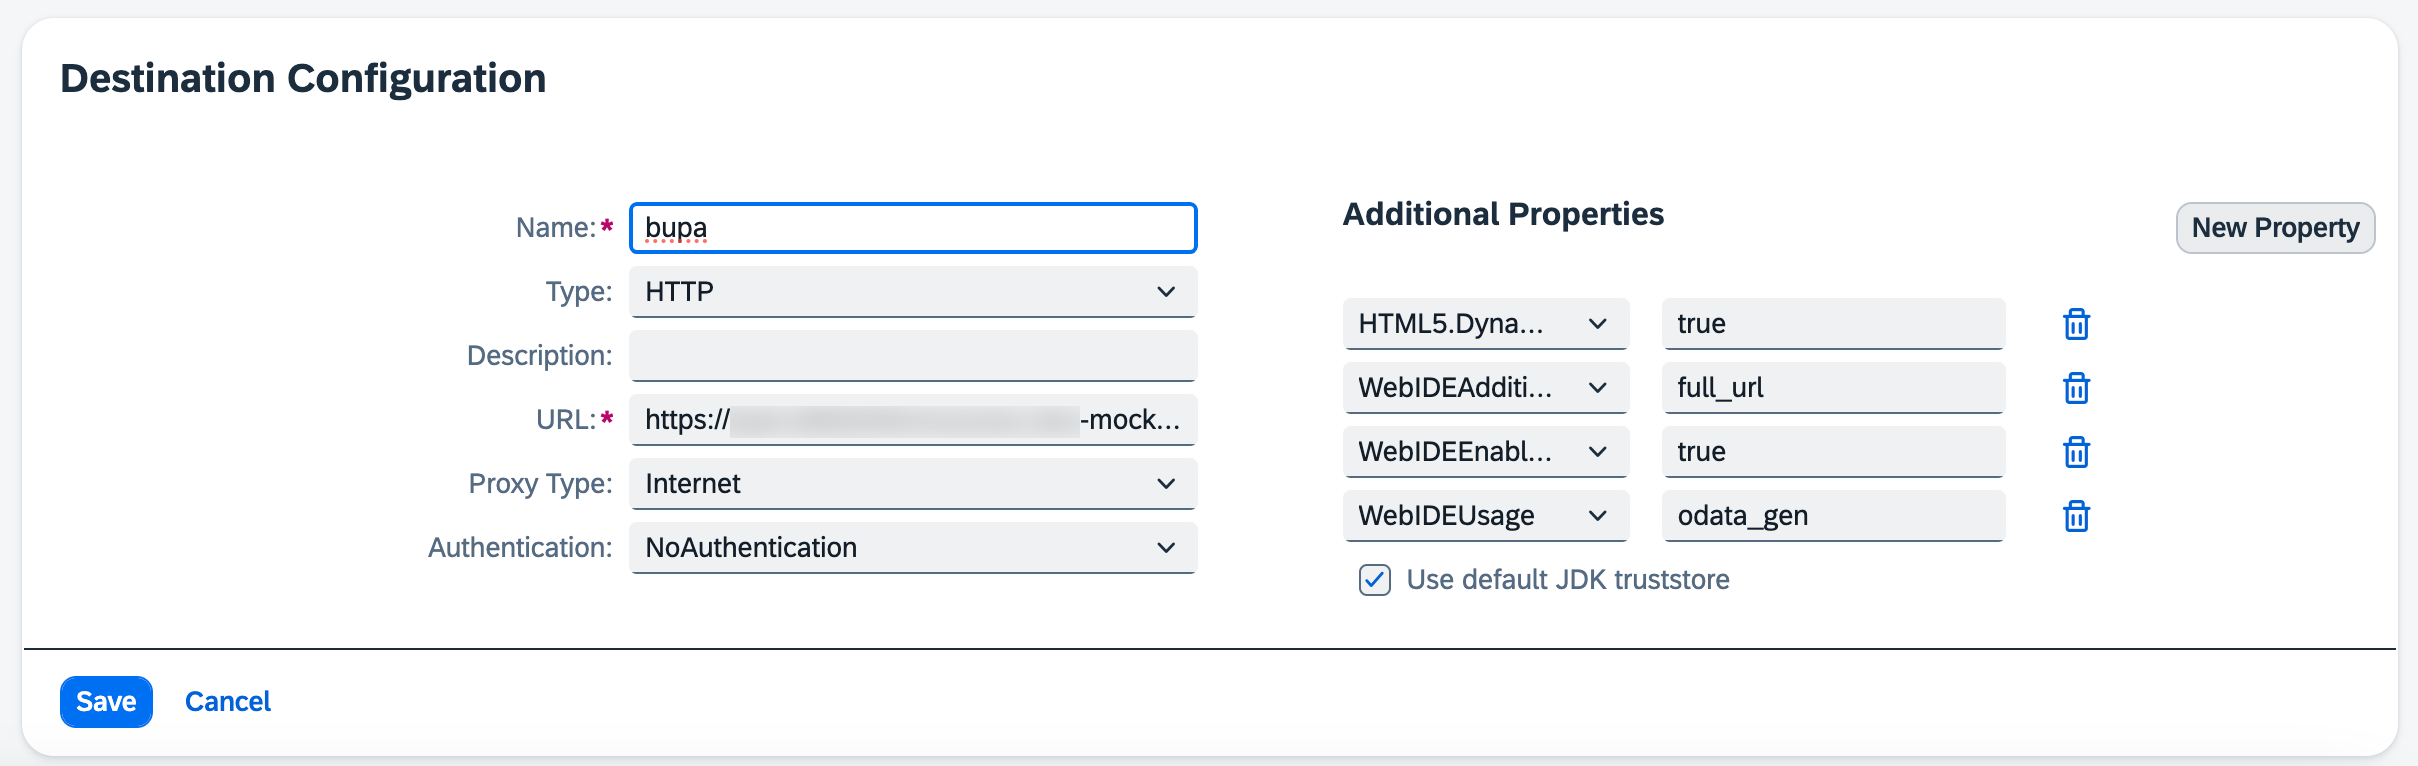 Destination Configuration
Name:* bupa
Type: HTTP
Description:
URL:* https:// -mock...
Proxy Type: Internet
Authentication: NoAuthentication
Additional Properties
New Property
HTML5.Dyna... true
WebIDEAdditi... full_url
WebIDEEnabl... true
WebIDEUsage odata_gen
Use default JDK truststore
Save Cancel